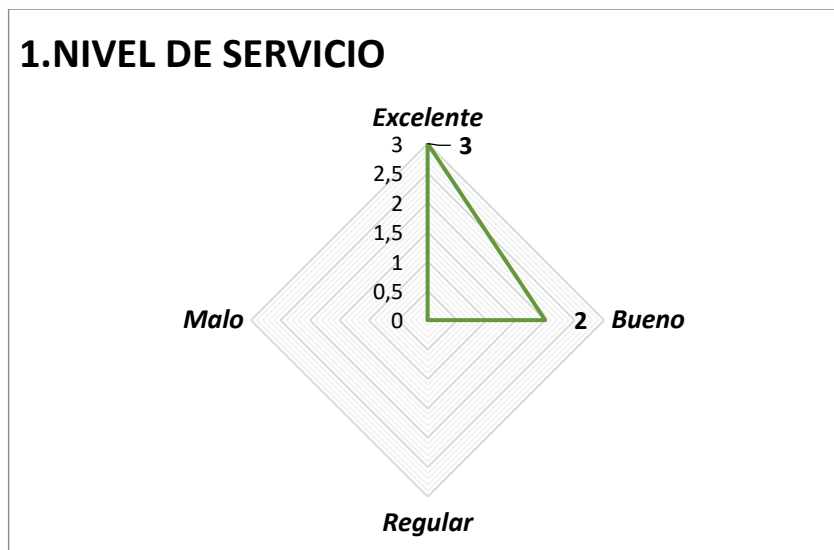 1.NIVEL DE SERVICIO
Excelente
3
3
2,5
2
1,5
1
0,5
0
Malo
2
Bueno
Regular